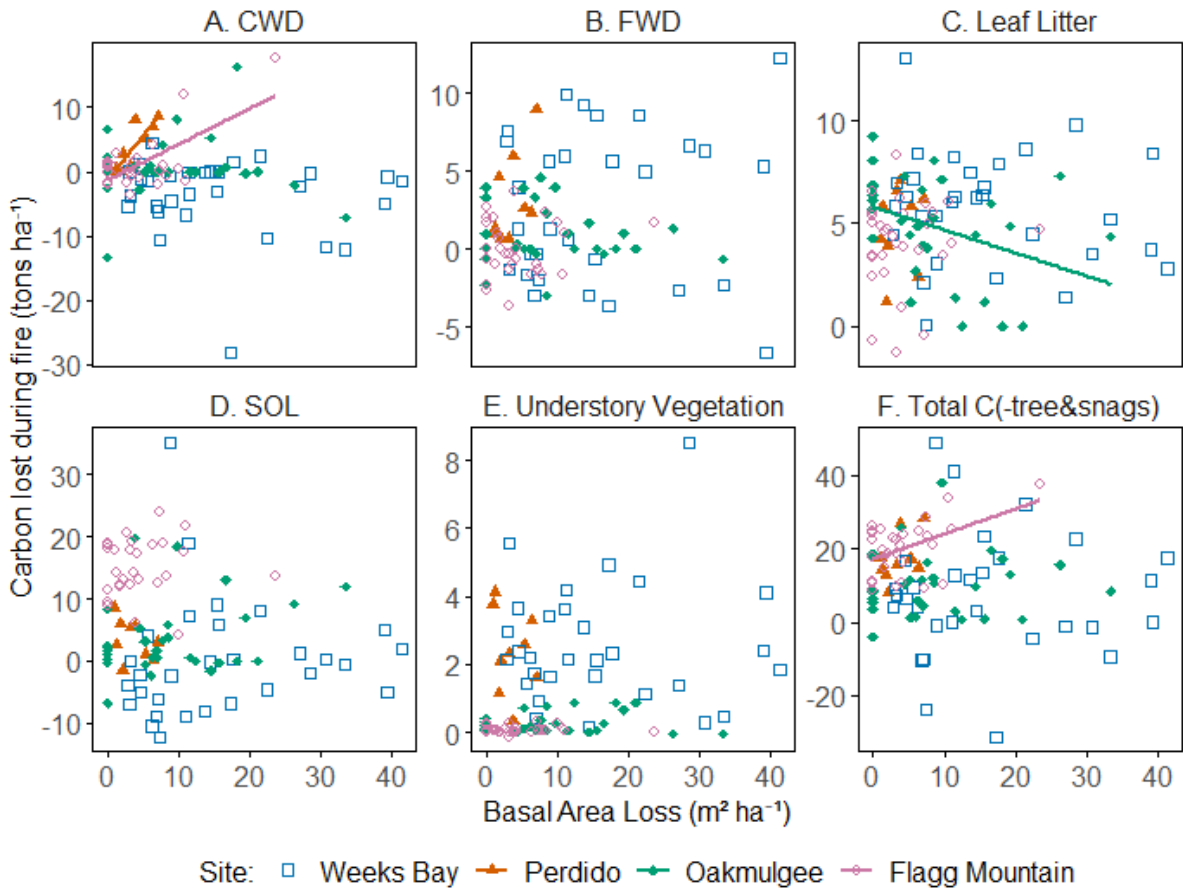 A. CWD
B. FWD
C. Leaf Litter
10
0
-10
-20
-30
10
5
0
-5
10
5
0
D. SOL
E. Understory Vegetation
F. Total C(-tree&snags)
30
20
10
0
-10
8
6
4
2
0
40
20
0
-20
0 10 20 30 40
0 10 20 30 40
0 10 20 30 40
Carbon lost during fire (tons ha⁻¹)
Basal Area Loss (m² ha⁻¹)
Site: Weeks Bay Perdido Oakmulgee Flagg Mountain